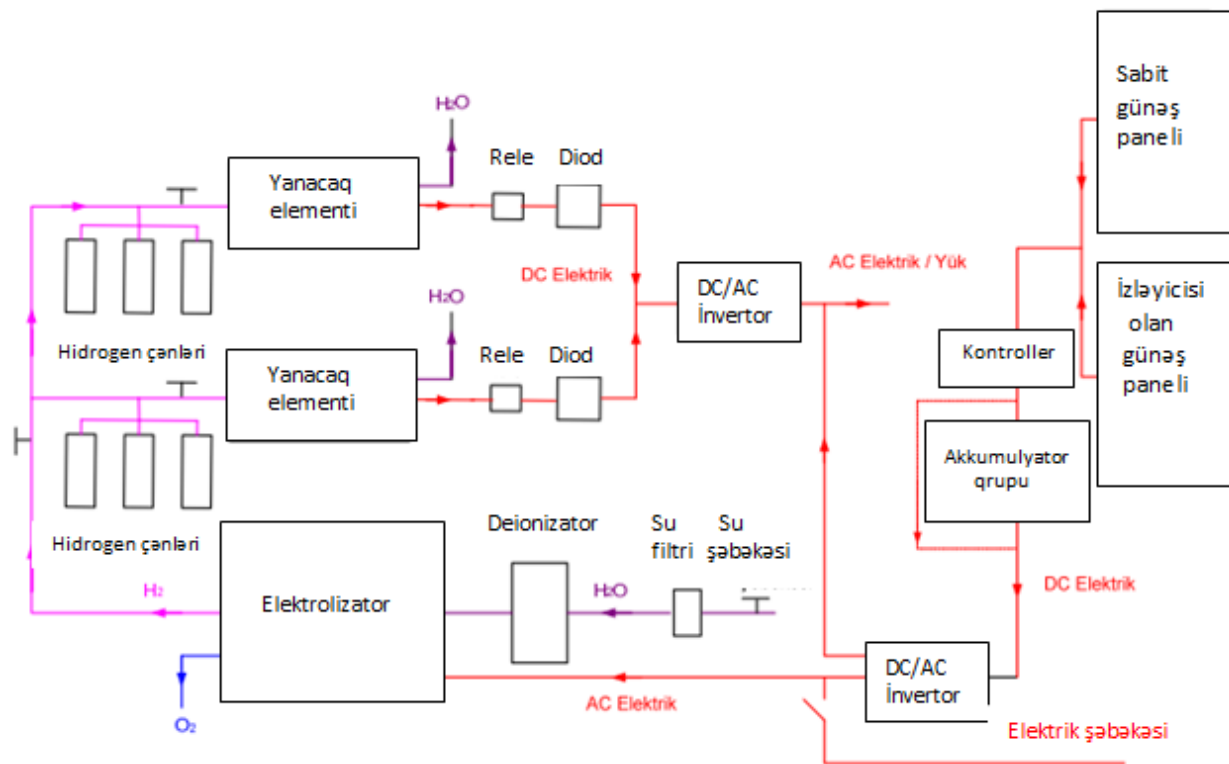 Sabit
günəş
paneli
H₂O
Rele
Diod
Yanacaq
elementi
DC Elektrik
AC Elektrik / Yük
DC/AC
İnvertor
İzləyicisi
olan
günəş
paneli
Hidrogen çənləri
H₂O
Rele
Diod
Kontroller
Yanacaq
elementi
Akkumulyator
qrupu
Hidrogen çənləri
Deionizator
Su
filtri
Su
şəbəkəsi
H₂
Elektrolizator
H₂O
DC Elektrik
O₂
AC Elektrik
DC/AC
İnvertor
Elektrik şəbəkəsi